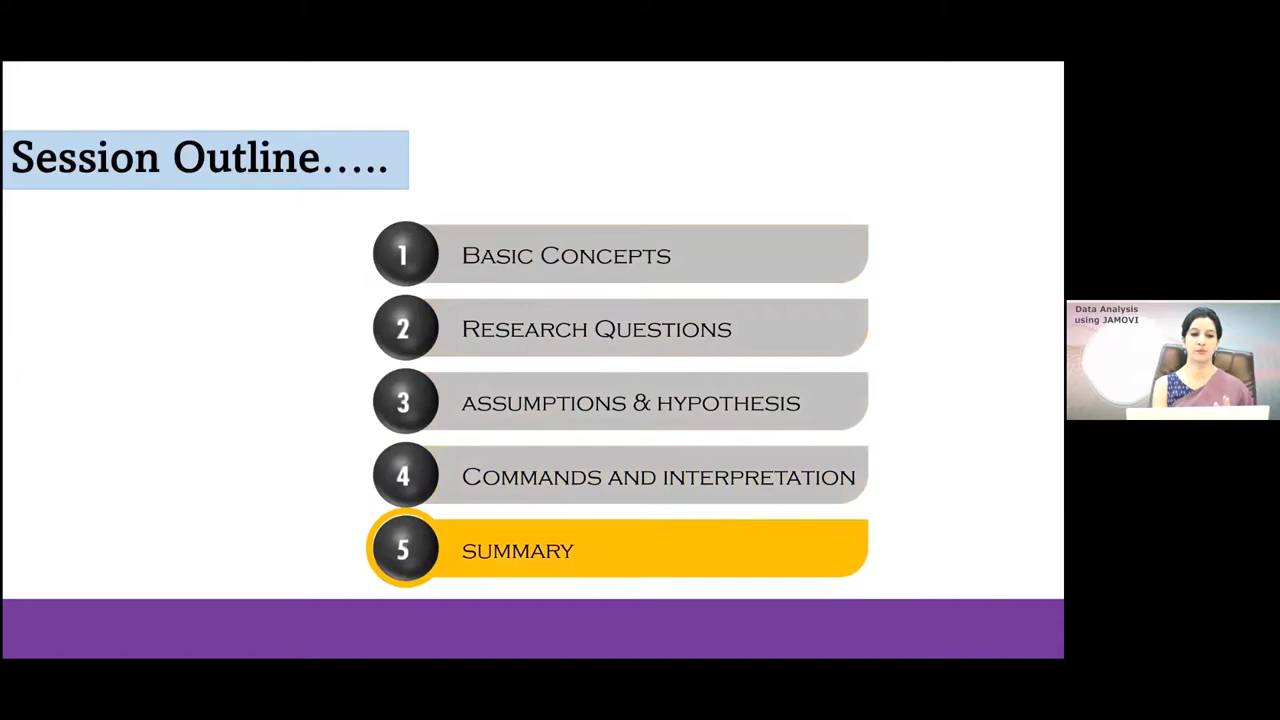 Session Outline.....
1 Basic Concepts
2 Research Questions
3 ASSUMPTIONS & HYPOTHESIS
4 Commands and interpretation
5 SUMMARY
Data Analysis
using JAMOVI